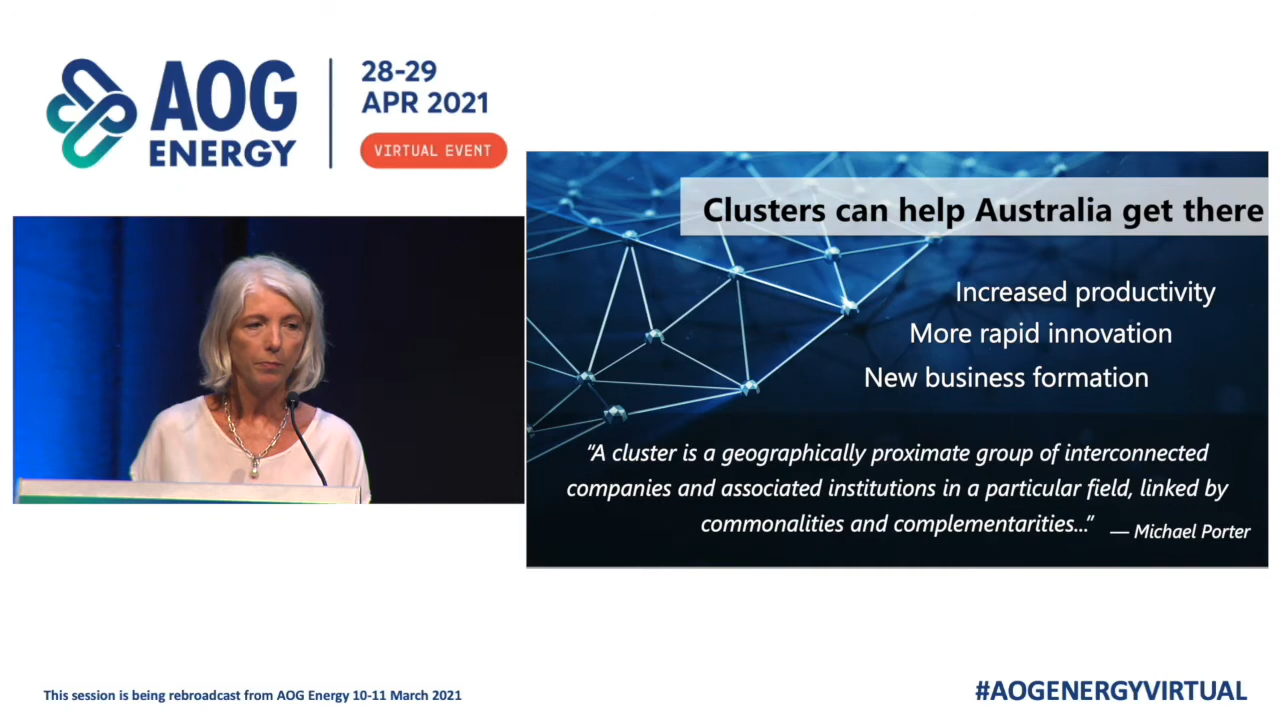 AOG
ENERGY
28-29
APR 2021
VIRTUAL EVENT
Clusters can help Australia get there
Increased productivity
More rapid innovation
New business formation
“A cluster is a geographically proximate group of interconnected
companies and associated institutions in a particular field, linked by
commonalities and complementarities...”
— Michael Porter
This session is being rebroadcast from AOG Energy 10-11 March 2021
#AOGENERGYVIRTUAL